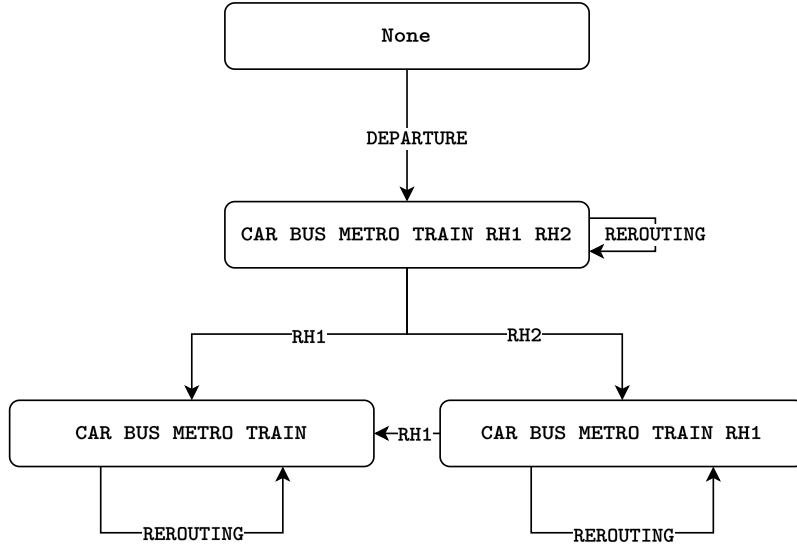 None
DEPARTURE
CAR BUS METRO TRAIN RH1 RH2
REROUTING
RH1
RH2
CAR BUS METRO TRAIN
RH1
CAR BUS METRO TRAIN RH1
REROUTING
REROUTING